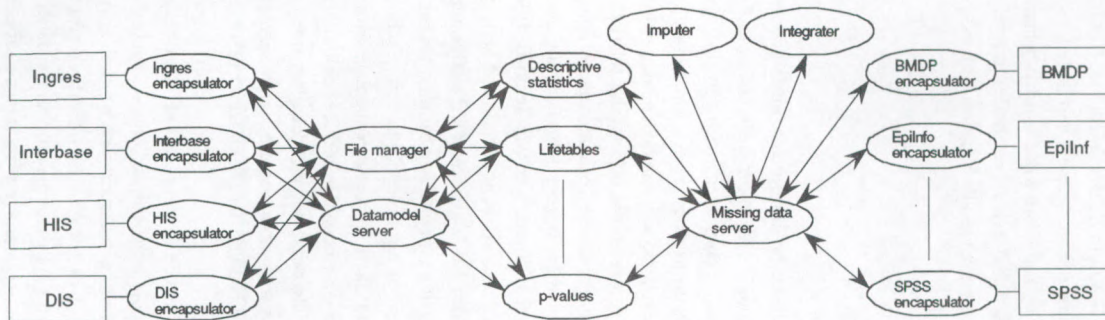 Imputer
Integrater
Ingres
Ingres
encapsulator
Descriptive
statistics
BMDP
encapsulator
BMDP
Interbase
Interbase
encapsulator
File manager
Lifetables
EpiInfo
encapsulator
EpiInf
HIS
HIS
encapsulator
Datamodel
server
Missing data
server
DIS
DIS
encapsulator
p-values
SPSS
encapsulator
SPSS